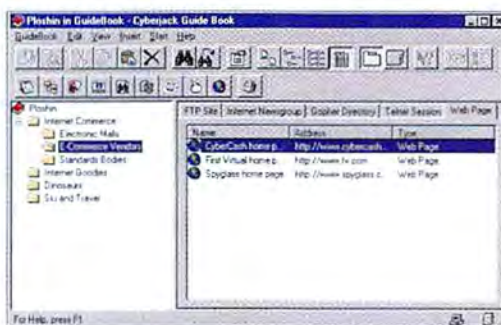 Ploshin in GuideBook - Cyberjack Guide Book
GuideBook Edit View Insert Start Help
Ploshin
Internet Commerce
Electronic Malls
E-Commerce Vendors
Standards Bodies
Internet Goodies
Dinosaurs
Ski and Travel
FTP Site Internet Newsgroup Gopher Directory Telnet Session Web Page
Name Address Type
CyberCash home p... http://www.cybercash... Web Page
First Virtual home p... http://www.fv.com Web Page
Spyglass home page http://www.spyglass.c... Web Page
For Help, press F1